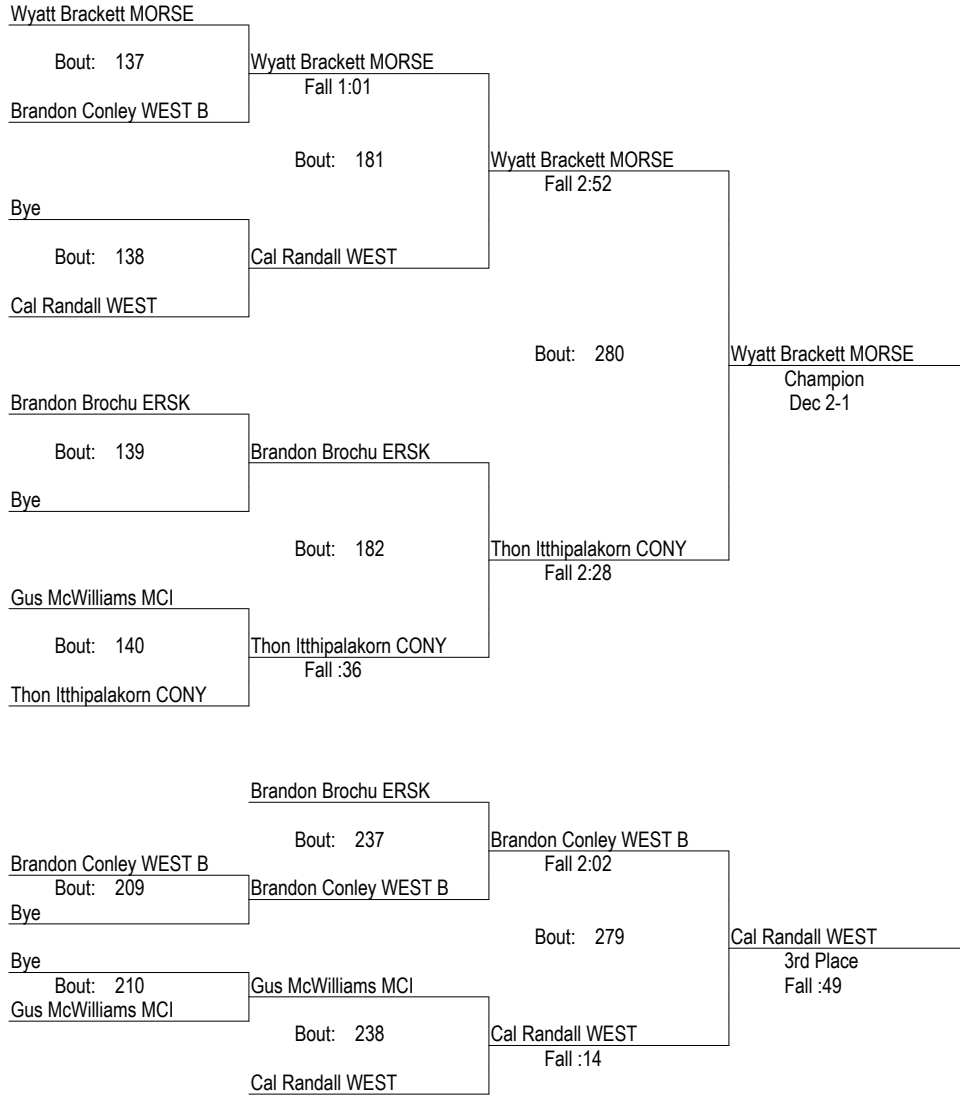 Wyatt Brackett MORSE
Bout: 137
Wyatt Brackett MORSE
Fall 1:01
Brandon Conley WEST B
Bout: 181
Wyatt Brackett MORSE
Fall 2:52
Bye
Bout: 138
Cal Randall WEST
Cal Randall WEST
Bout: 280
Wyatt Brackett MORSE
Champion
Dec 2-1
Brandon Brochu ERSK
Bout: 139
Brandon Brochu ERSK
Bye
Bout: 182
Thon Itthipalakorn CONY
Fall 2:28
Gus McWilliams MCI
Bout: 140
Thon Itthipalakorn CONY
Fall :36
Thon Itthipalakorn CONY
Brandon Brochu ERSK
Bout: 237
Brandon Conley WEST B
Fall 2:02
Brandon Conley WEST B
Bout: 209
Brandon Conley WEST B
Bye
Bout: 279
Cal Randall WEST
3rd Place
Fall :49
Bye
Bout: 210
Gus McWilliams MCI
Gus McWilliams MCI
Bout: 238
Cal Randall WEST
Fall :14
Cal Randall WEST